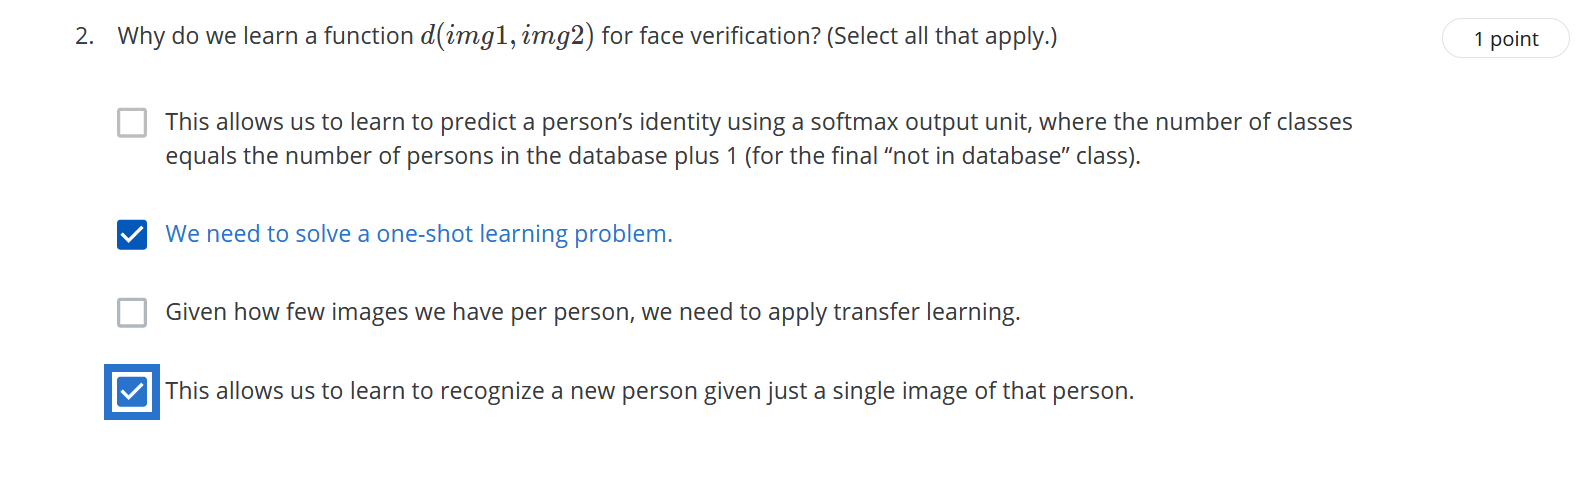 2. Why do we learn a function d(img1, img2) for face verification? (Select all that apply.)
1 point
This allows us to learn to predict a person’s identity using a softmax output unit, where the number of classes
equals the number of persons in the database plus 1 (for the final “not in database” class).
We need to solve a one-shot learning problem.
Given how few images we have per person, we need to apply transfer learning.
This allows us to learn to recognize a new person given just a single image of that person.